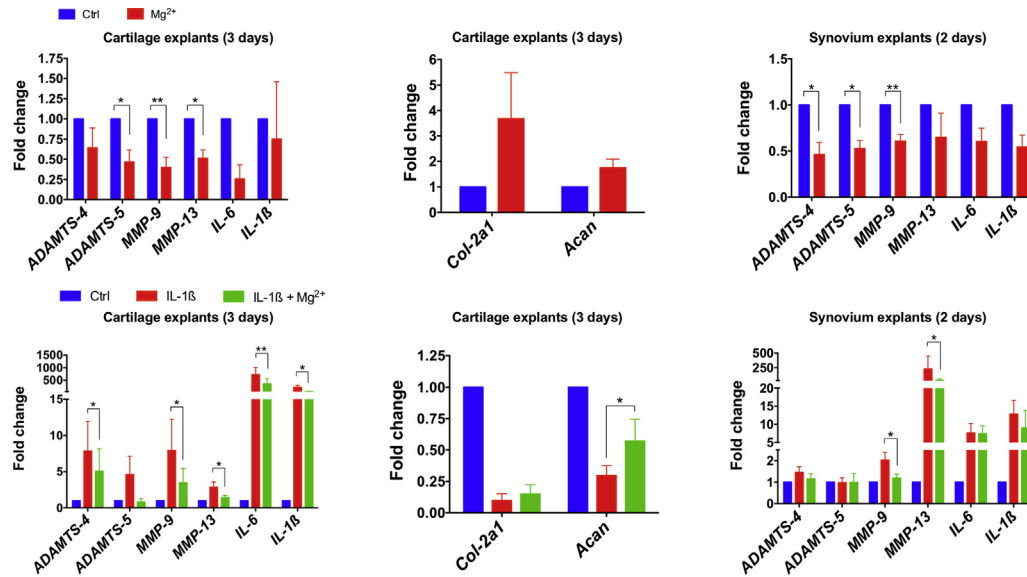 Ctrl Mg²⁺
Cartilage explants (3 days)
Fold change
1.75
1.50
1.25
1.00
0.75
0.50
0.25
0.00
* ** *
ADAMTS-4 ADAMTS-5 MMP-9 MMP-13 IL-6 IL-1ß
Cartilage explants (3 days)
Fold change
6
5
4
3
2
1
0
Col-2a1 Acan
Synovium explants (2 days)
Fold change
1.5
1.0
0.5
0.0
* * **
ADAMTS-4 ADAMTS-5 MMP-9 MMP-13 IL-6 IL-1ß
Ctrl IL-1ß IL-1ß + Mg²⁺
Cartilage explants (3 days)
Fold change
1500
1000
500
15
10
5
0
* * * ** *
ADAMTS-4 ADAMTS-5 MMP-9 MMP-13 IL-6 IL-1ß
Cartilage explants (3 days)
Fold change
1.25
1.00
0.75
0.50
0.25
0.00
*
Col-2a1 Acan
Synovium explants (2 days)
Fold change
500
250
20
15
10
5
2
1
0
* *
ADAMTS-4 ADAMTS-5 MMP-9 MMP-13 IL-6 IL-1ß